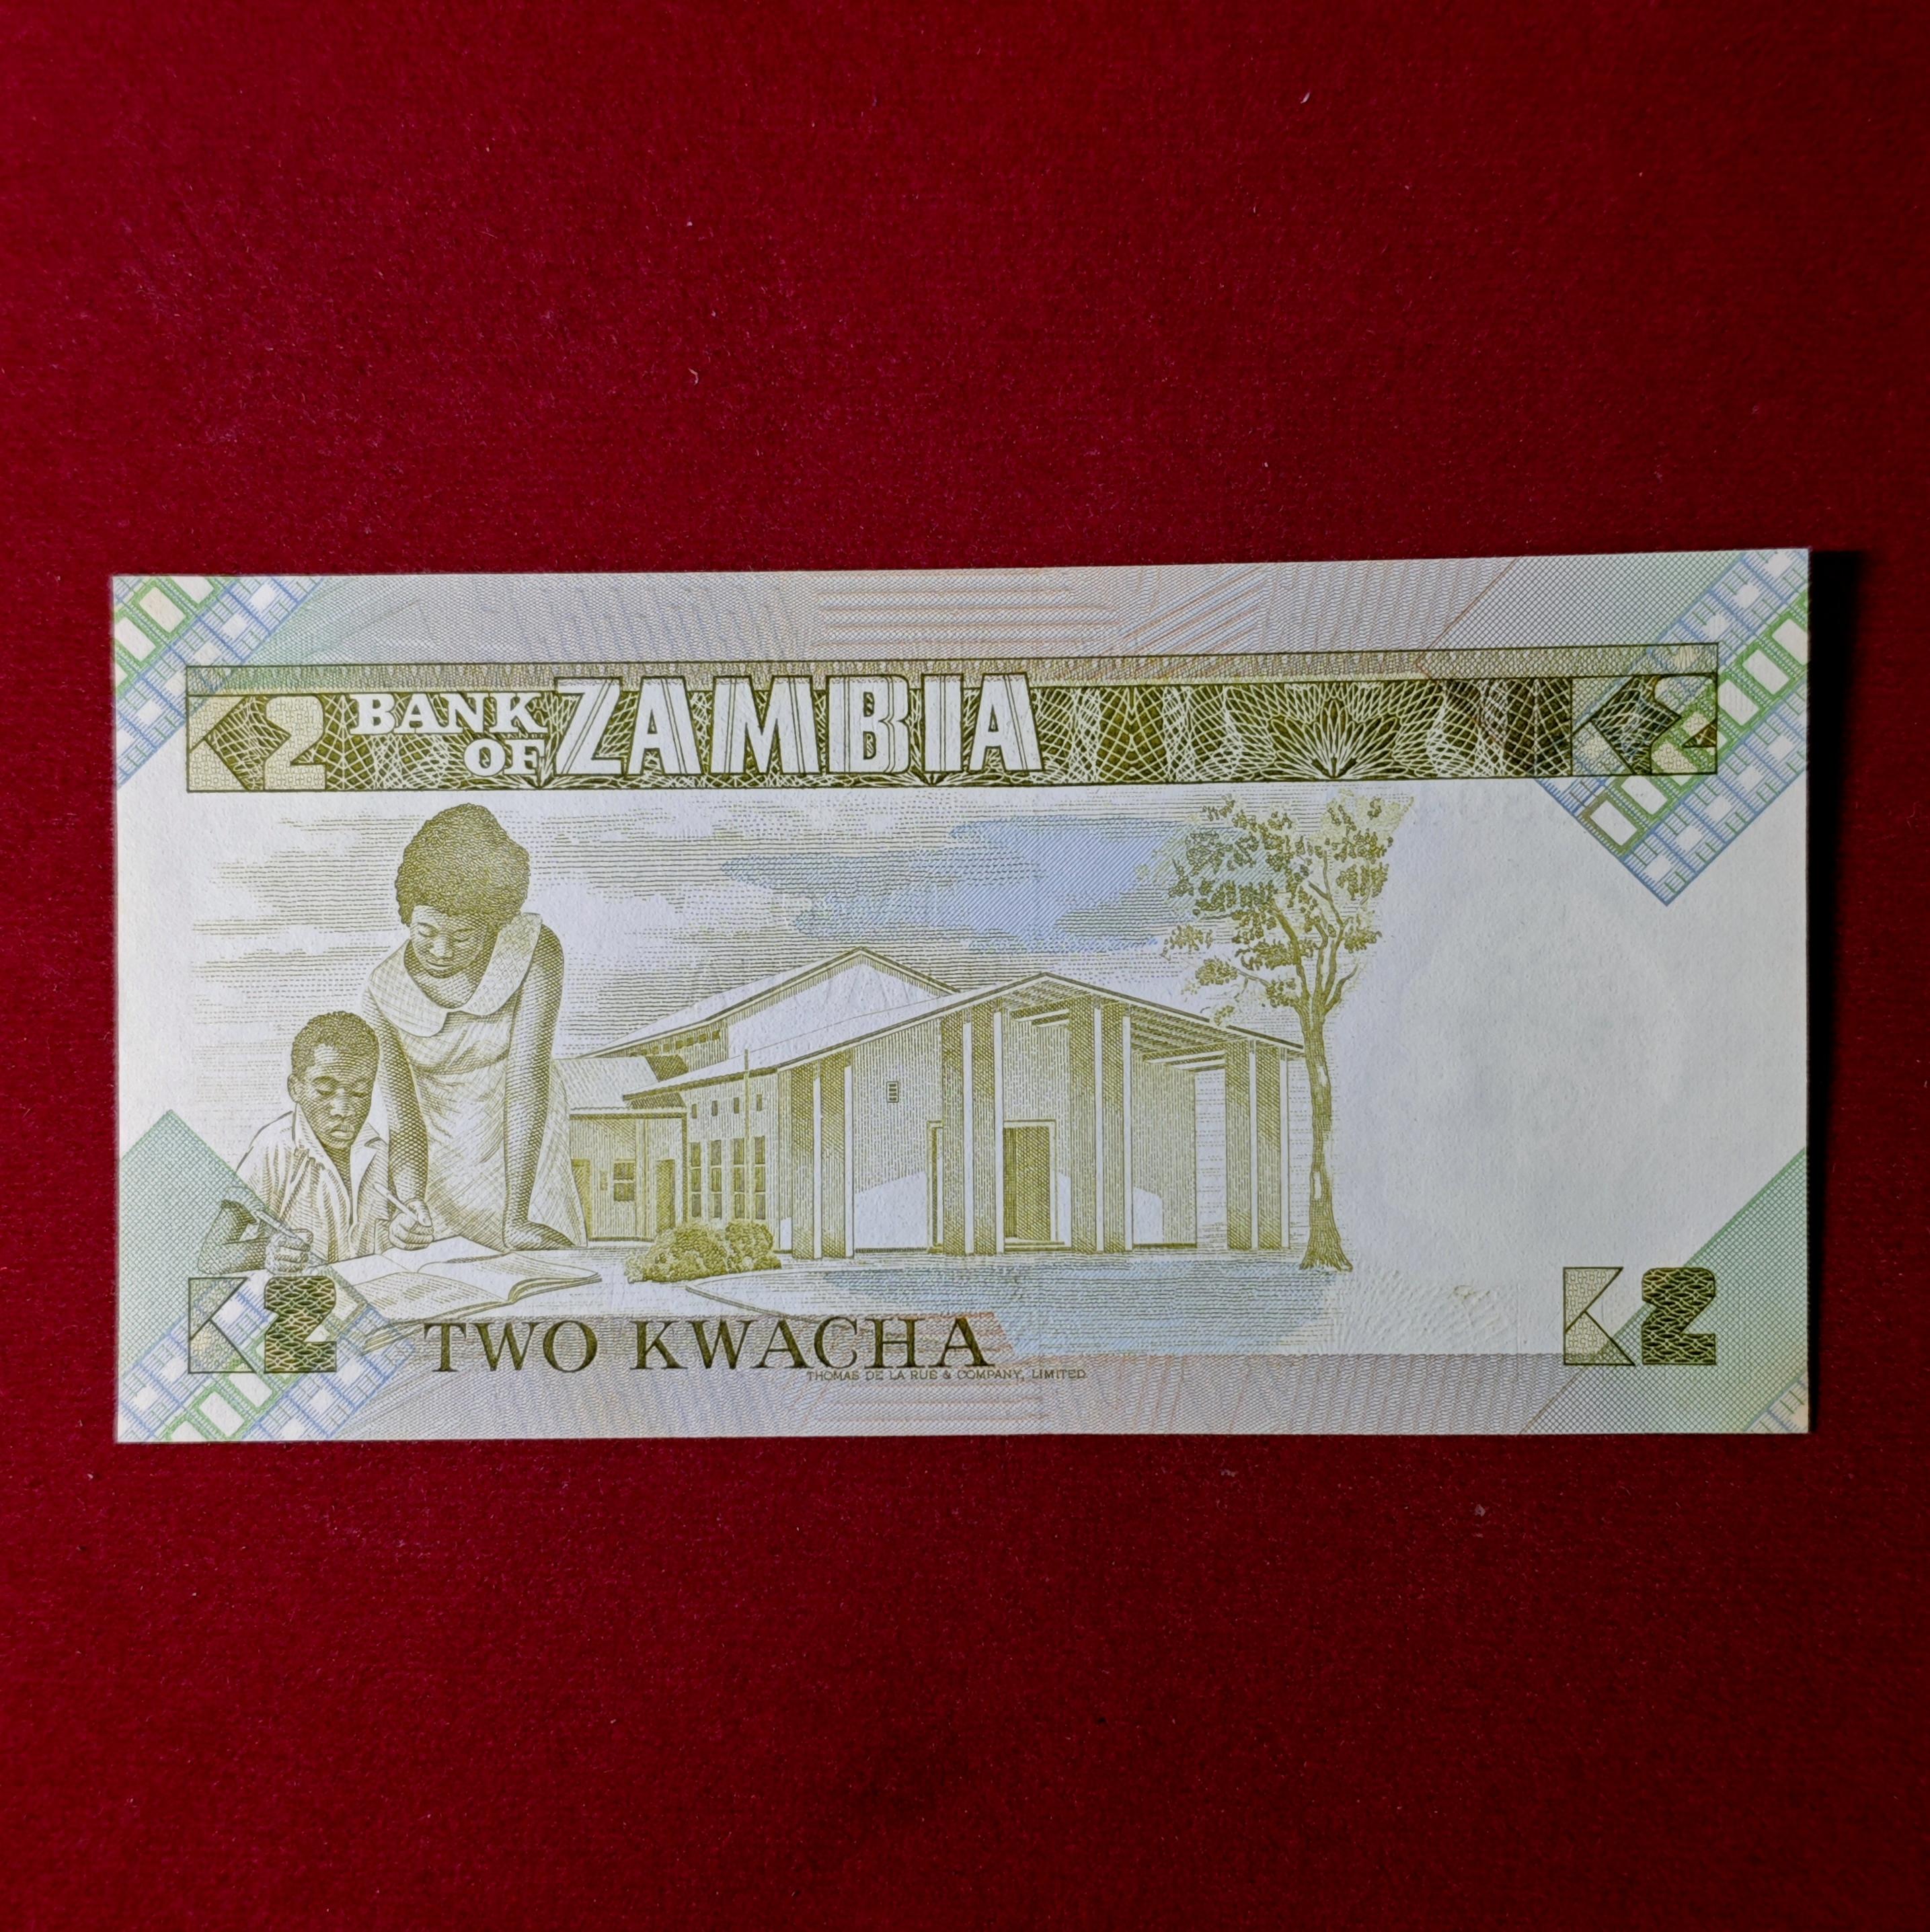 K2 BANK OF ZAMBIA K2
K2 K2
TWO KWACHA
THOMAS DE LA RUE & COMPANY, LIMITED